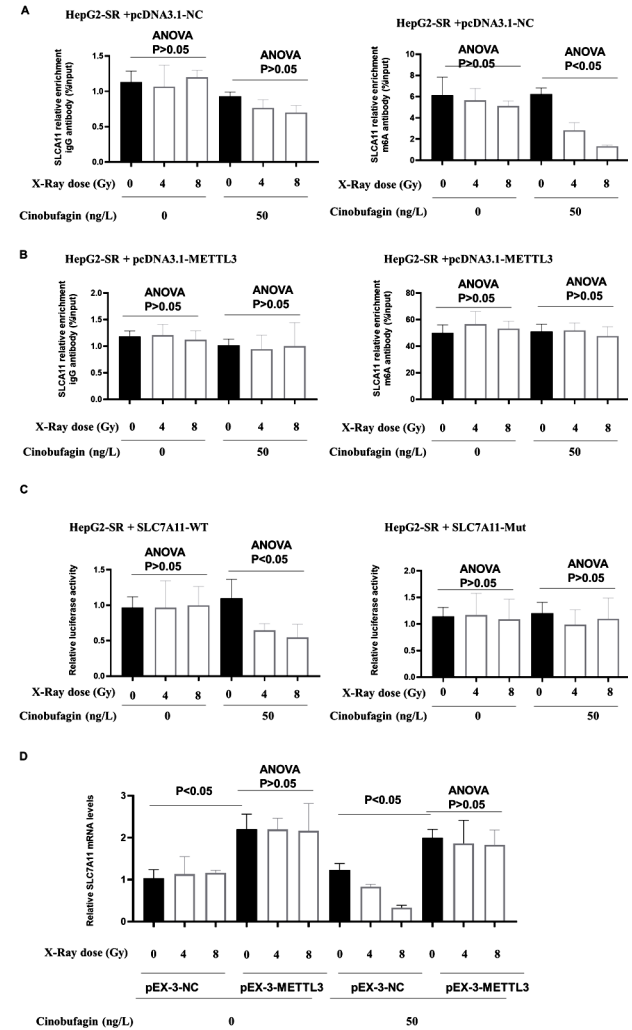 A
HepG2-SR +pcDNA3.1-NC
HepG2-SR +pcDNA3.1-NC
SLCA11 relative enrichment
igG antibody (%input)
1.5
1.0
0.5
0.0
ANOVA
P>0.05
ANOVA
P>0.05
X-Ray dose (Gy)
0 4 8 0 4 8
Cinobufagin (ng/L)
0 50
SLCA11 relative enrichment
m6A antibody (%input)
10
8
6
4
2
0
ANOVA
P>0.05
ANOVA
P<0.05
X-Ray dose (Gy)
0 4 8 0 4 8
Cinobufagin (ng/L)
0 50
B
HepG2-SR + pcDNA3.1-METTL3
HepG2-SR +pcDNA3.1-METTL3
SLCA11 relative enrichment
igG antibody (%input)
2.0
1.5
1.0
0.5
0.0
ANOVA
P>0.05
ANOVA
P>0.05
X-Ray dose (Gy)
0 4 8 0 4 8
Cinobufagin (ng/L)
0 50
SLCA11 relative enrichment
m6A antibody (%input)
80
60
40
20
0
ANOVA
P>0.05
ANOVA
P>0.05
X-Ray dose (Gy)
0 4 8 0 4 8
Cinobufagin (ng/L)
0 50
C
HepG2-SR + SLC7A11-WT
HepG2-SR + SLC7A11-Mut
Relative luciferase activity
1.5
1.0
0.5
0.0
ANOVA
P>0.05
ANOVA
P<0.05
X-Ray dose (Gy)
0 4 8 0 4 8
Cinobufagin (ng/L)
0 50
Relative luciferase activity
2.0
1.5
1.0
0.5
0.0
ANOVA
P>0.05
ANOVA
P>0.05
X-Ray dose (Gy)
0 4 8 0 4 8
Cinobufagin (ng/L)
0 50
D
Relative SLC7A11 mRNA levels
3
2
1
0
P<0.05
ANOVA
P>0.05
P<0.05
ANOVA
P>0.05
X-Ray dose (Gy)
0 4 8 0 4 8 0 4 8 0 4 8
pEX-3-NC pEX-3-METTL3 pEX-3-NC pEX-3-METTL3
Cinobufagin (ng/L)
0 50